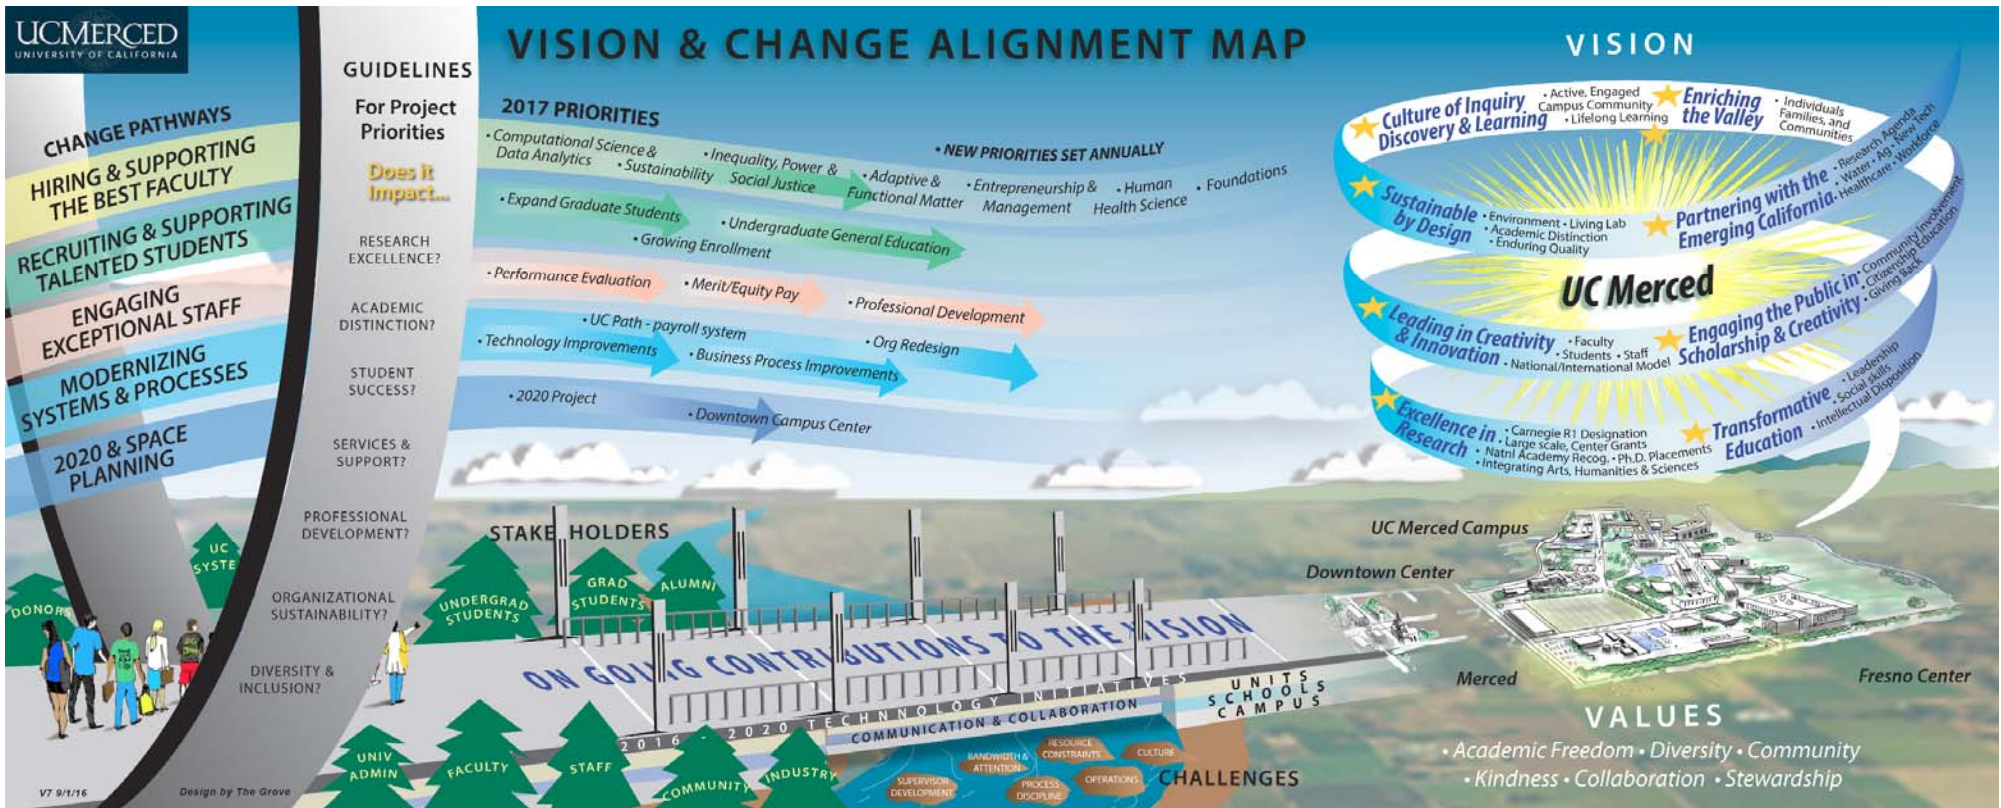 UCMERCED
UNIVERSITY OF CALIFORNIA
VISION & CHANGE ALIGNMENT MAP
CHANGE PATHWAYS
HIRING & SUPPORTING
THE BEST FACULTY
RECRUITING & SUPPORTING
TALENTED STUDENTS
ENGAGING
EXCEPTIONAL STAFF
MODERNIZING
SYSTEMS & PROCESSES
2020 & SPACE
PLANNING
GUIDELINES
For Project
Priorities
Does it
Impact...
RESEARCH
EXCELLENCE?
ACADEMIC
DISTINCTION?
STUDENT
SUCCESS?
SERVICES &
SUPPORT?
PROFESSIONAL
DEVELOPMENT?
ORGANIZATIONAL
SUSTAINABILITY?
DIVERSITY &
INCLUSION?
2017 PRIORITIES
• Computational Science &
Data Analytics
• Sustainability
• Inequality, Power &
Social Justice
• NEW PRIORITIES SET ANNUALLY
• Adaptive &
Functional Matter
• Entrepreneurship &
Management
• Human
Health Science
• Foundations
• Expand Graduate Students
• Undergraduate General Education
• Growing Enrollment
• Performance Evaluation
• Merit/Equity Pay
• Professional Development
• UC Path - payroll system
• Technology Improvements
• Business Process Improvements
• Org Redesign
• 2020 Project
• Downtown Campus Center
VISION
Culture of Inquiry
Discovery & Learning
• Active, Engaged
Campus Community
• Lifelong Learning
Enriching
the Valley
• Individuals
Families, and
Communities
Sustainable
by Design
• Environment • Living Lab
• Academic Distinction
• Enduring Quality
Partnering with the
Emerging California
• Research Agenda
• Water • Ag • New Tech
• Healthcare • Workforce
UC Merced
Leading in Creativity
& Innovation
• Faculty
• Students • Staff
• National/International Model
Engaging the Public in
Scholarship & Creativity
• Community Involvement
• Citizenship Education
• Giving Back
Excellence in
Research
• Carnegie R1 Designation
• Large scale, Center Grants
• Natnl Academy Recog. • Ph.D. Placements
• Integrating Arts, Humanities & Sciences
Transformative
Education
• Leadership
• Social skills
• Intellectual Disposition
STAKEHOLDERS
DONORS
UC
SYSTE
UNDERGRAD
STUDENTS
GRAD
STUDENTS
ALUMNI
UNIV
ADMIN
FACULTY
STAFF
COMMUNITY
INDUSTRY
ON GOING CONTRIBUTIONS TO THE VISION
2016 - 2020 TECHNNOLOGY INITIATIVES
COMMUNICATION & COLLABORATION
UNITS
SCHOOLS
CAMPUS
BANDWIDTH &
ATTENTION
RESOURCE
CONSTRAINTS
CULTURE
SUPERVISOR
DEVELOPMENT
PROCESS
DISCIPLINE
OPERATIONS
CHALLENGES
UC Merced Campus
Downtown Center
Merced
Fresno Center
VALUES
• Academic Freedom • Diversity • Community
• Kindness • Collaboration • Stewardship
V7 9/1/16
Design by The Grove